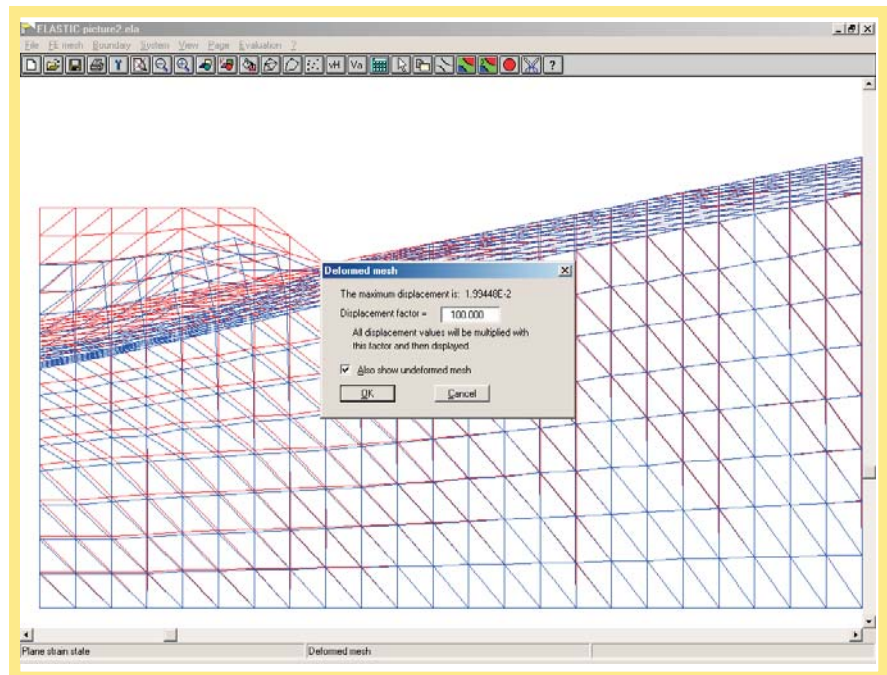 ELASTIC-picture2.ela
File FE mesh Boundary System View Page Evaluation ?
vH Va ?
Deformed mesh
The maximum displacement is: 1.99448E-2
Displacement factor = 100.000
All displacement values will be multiplied with
this factor and then displayed
Also show undeformed mesh
OK Cancel
Plane strain state Deformed mesh